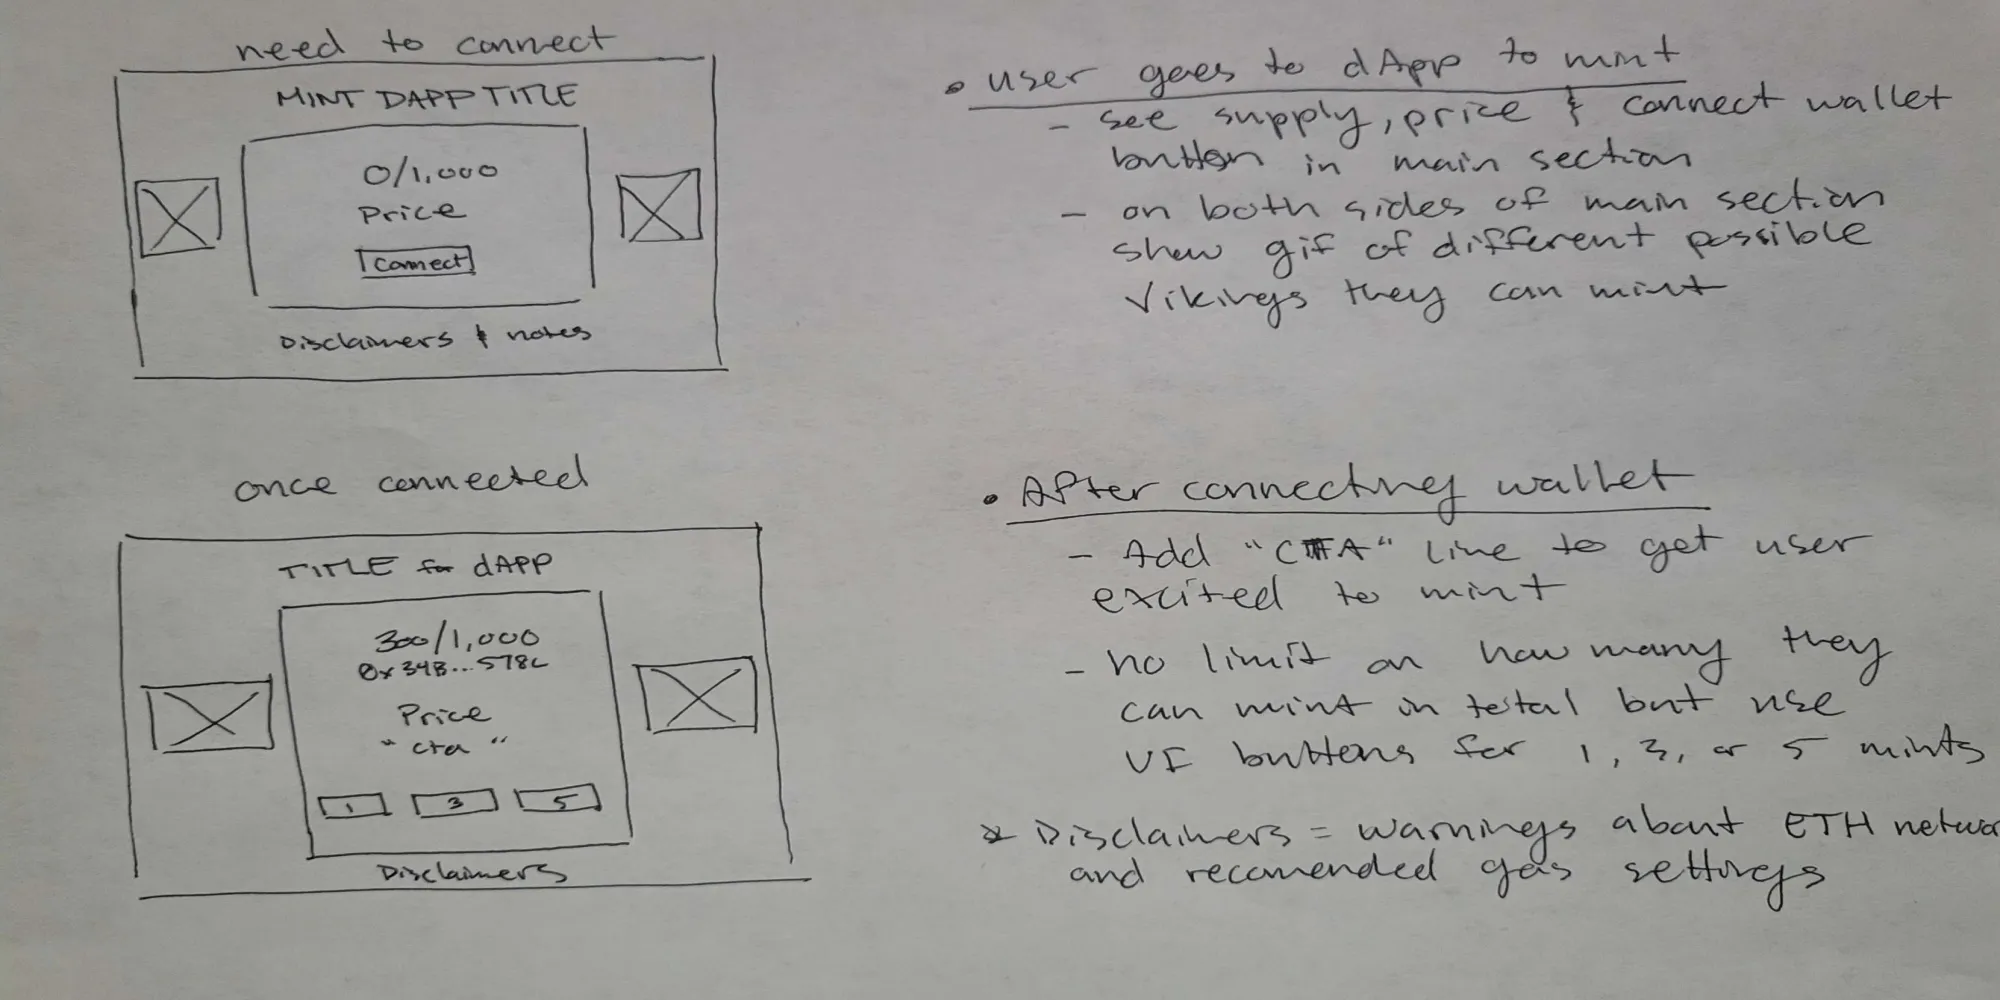 need to connect
MINT DAPP TITLE
0/1,000
Price
Connect
Disclaimers & notes
• user goes to dApp to mint
- see supply, price & connect wallet
button in main section
- on both sides of main section
show gif of different possible
Vikings they can mint
once connected
TITLE for dAPP
300/1,000
0x34B...578C
Price
"cta"
1 3 5
Disclaimers
• After connecting wallet
- Add "CTA" line to get user
excited to mint
- no limit on how many they
can mint in total but use
UI buttons for 1, 3, or 5 mints
* Disclaimers = warnings about ETH networ
and recomended gas settings